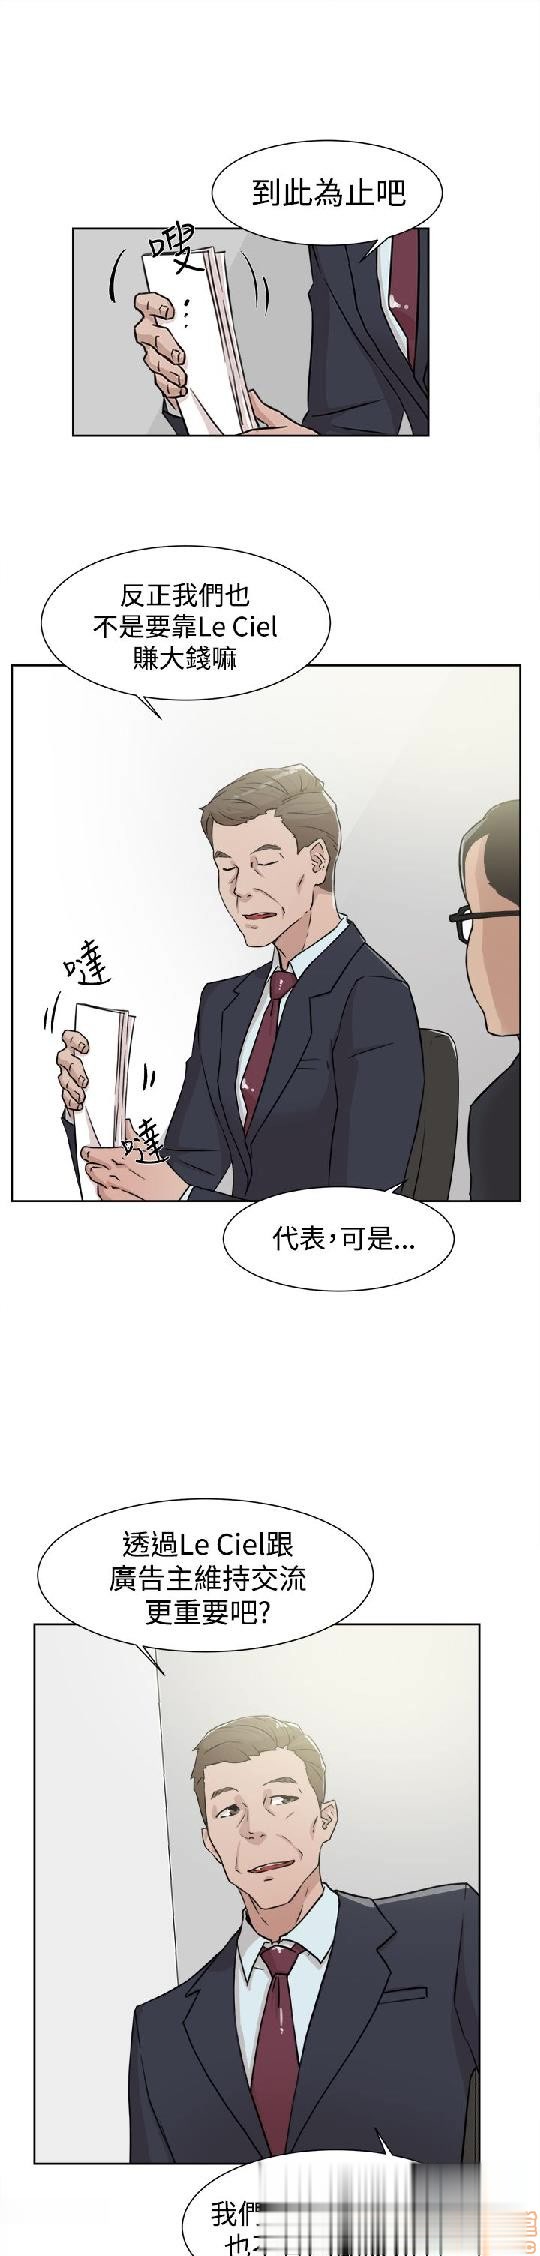 到此為止吧
嗖
⋮
反正我們也
不是要靠Le Ciel
賺大錢嘛
噠
噠
代表，可是...
透過Le Ciel跟
廣告主維持交流
更重要吧?
我們